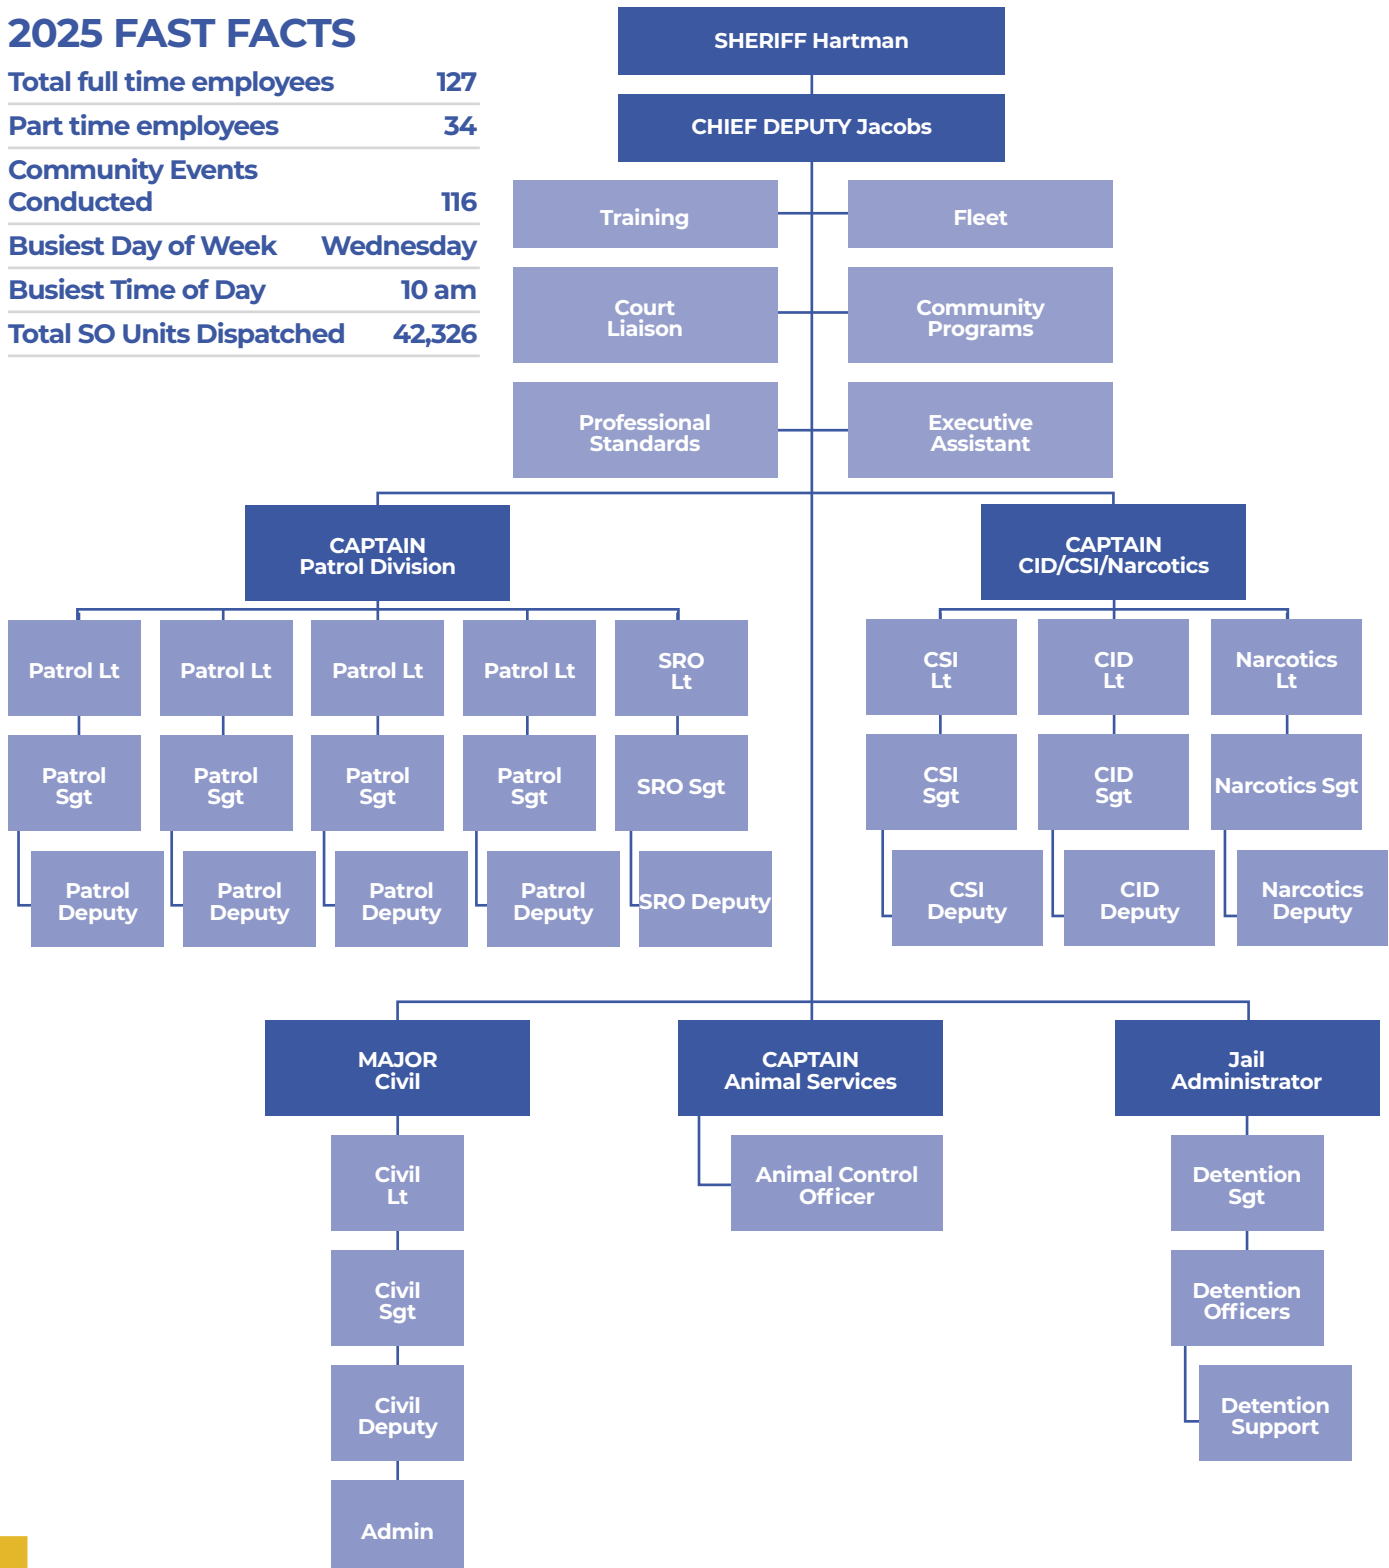 2025 FAST FACTS
Total full time employees 127
Part time employees 34
Community Events
Conducted 116
Busiest Day of Week Wednesday
Busiest Time of Day 10 am
Total SO Units Dispatched 42,326
SHERIFF Hartman
CHIEF DEPUTY Jacobs
Training
Fleet
Court
Liaison
Community
Programs
Professional
Standards
Executive
Assistant
CAPTAIN
Patrol Division
CAPTAIN
CID/CSI/Narcotics
Patrol Lt
Patrol Lt
Patrol Lt
Patrol Lt
SRO
Lt
CSI
Lt
CID
Lt
Narcotics
Lt
Patrol
Sgt
Patrol
Sgt
Patrol
Sgt
Patrol
Sgt
SRO Sgt
CSI
Sgt
CID
Sgt
Narcotics Sgt
Patrol
Deputy
Patrol
Deputy
Patrol
Deputy
Patrol
Deputy
SRO Deputy
CSI
Deputy
CID
Deputy
Narcotics
Deputy
MAJOR
Civil
CAPTAIN
Animal Services
Jail
Administrator
Civil
Lt
Animal Control
Officer
Detention
Sgt
Civil
Sgt
Detention
Officers
Civil
Deputy
Detention
Support
Admin